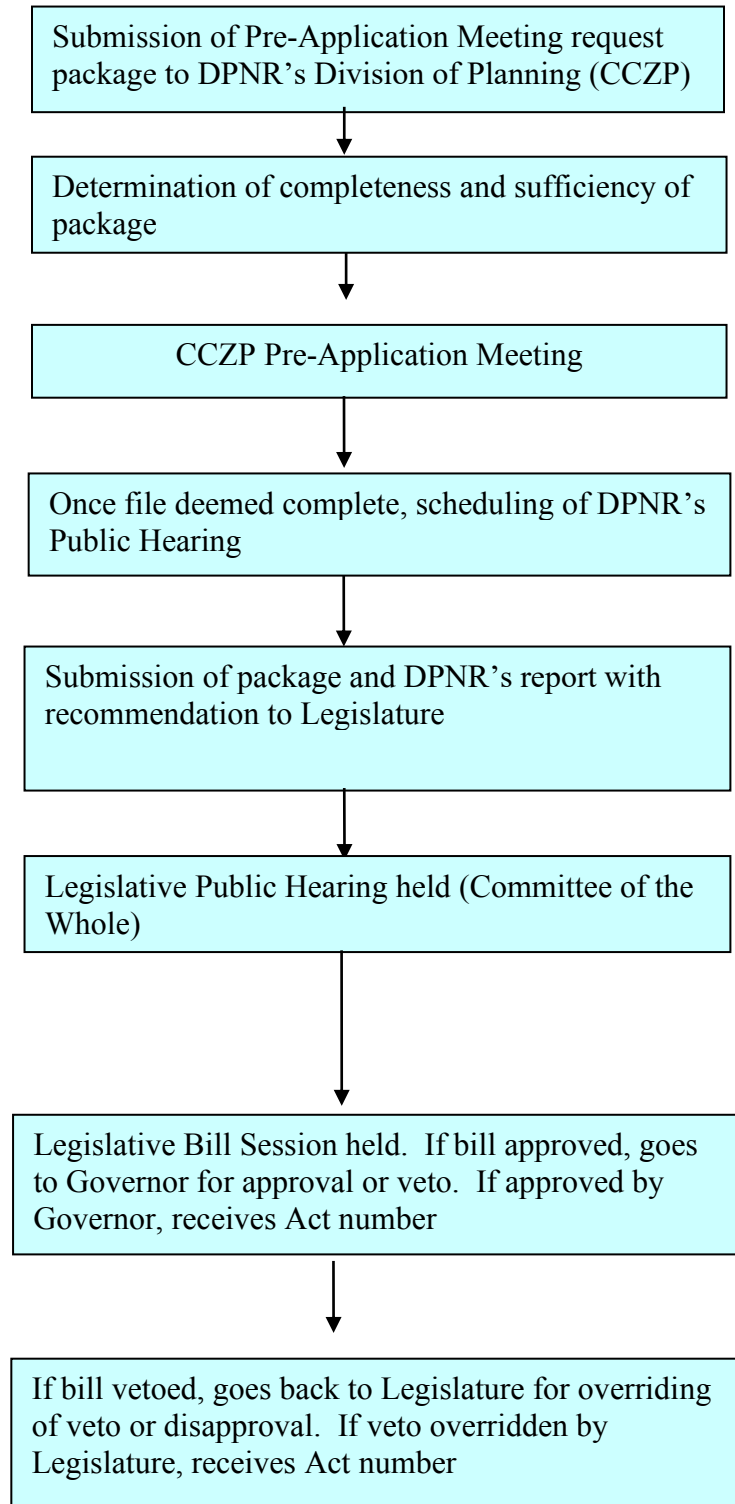 Submission of Pre-Application Meeting request
package to DPNR’s Division of Planning (CCZP)
Determination of completeness and sufficiency of
package
CCZP Pre-Application Meeting
Once file deemed complete, scheduling of DPNR’s
Public Hearing
Submission of package and DPNR’s report with
recommendation to Legislature
Legislative Public Hearing held (Committee of the
Whole)
Legislative Bill Session held.  If bill approved, goes
to Governor for approval or veto.  If approved by
Governor, receives Act number
If bill vetoed, goes back to Legislature for overriding
of veto or disapproval.  If veto overridden by
Legislature, receives Act number